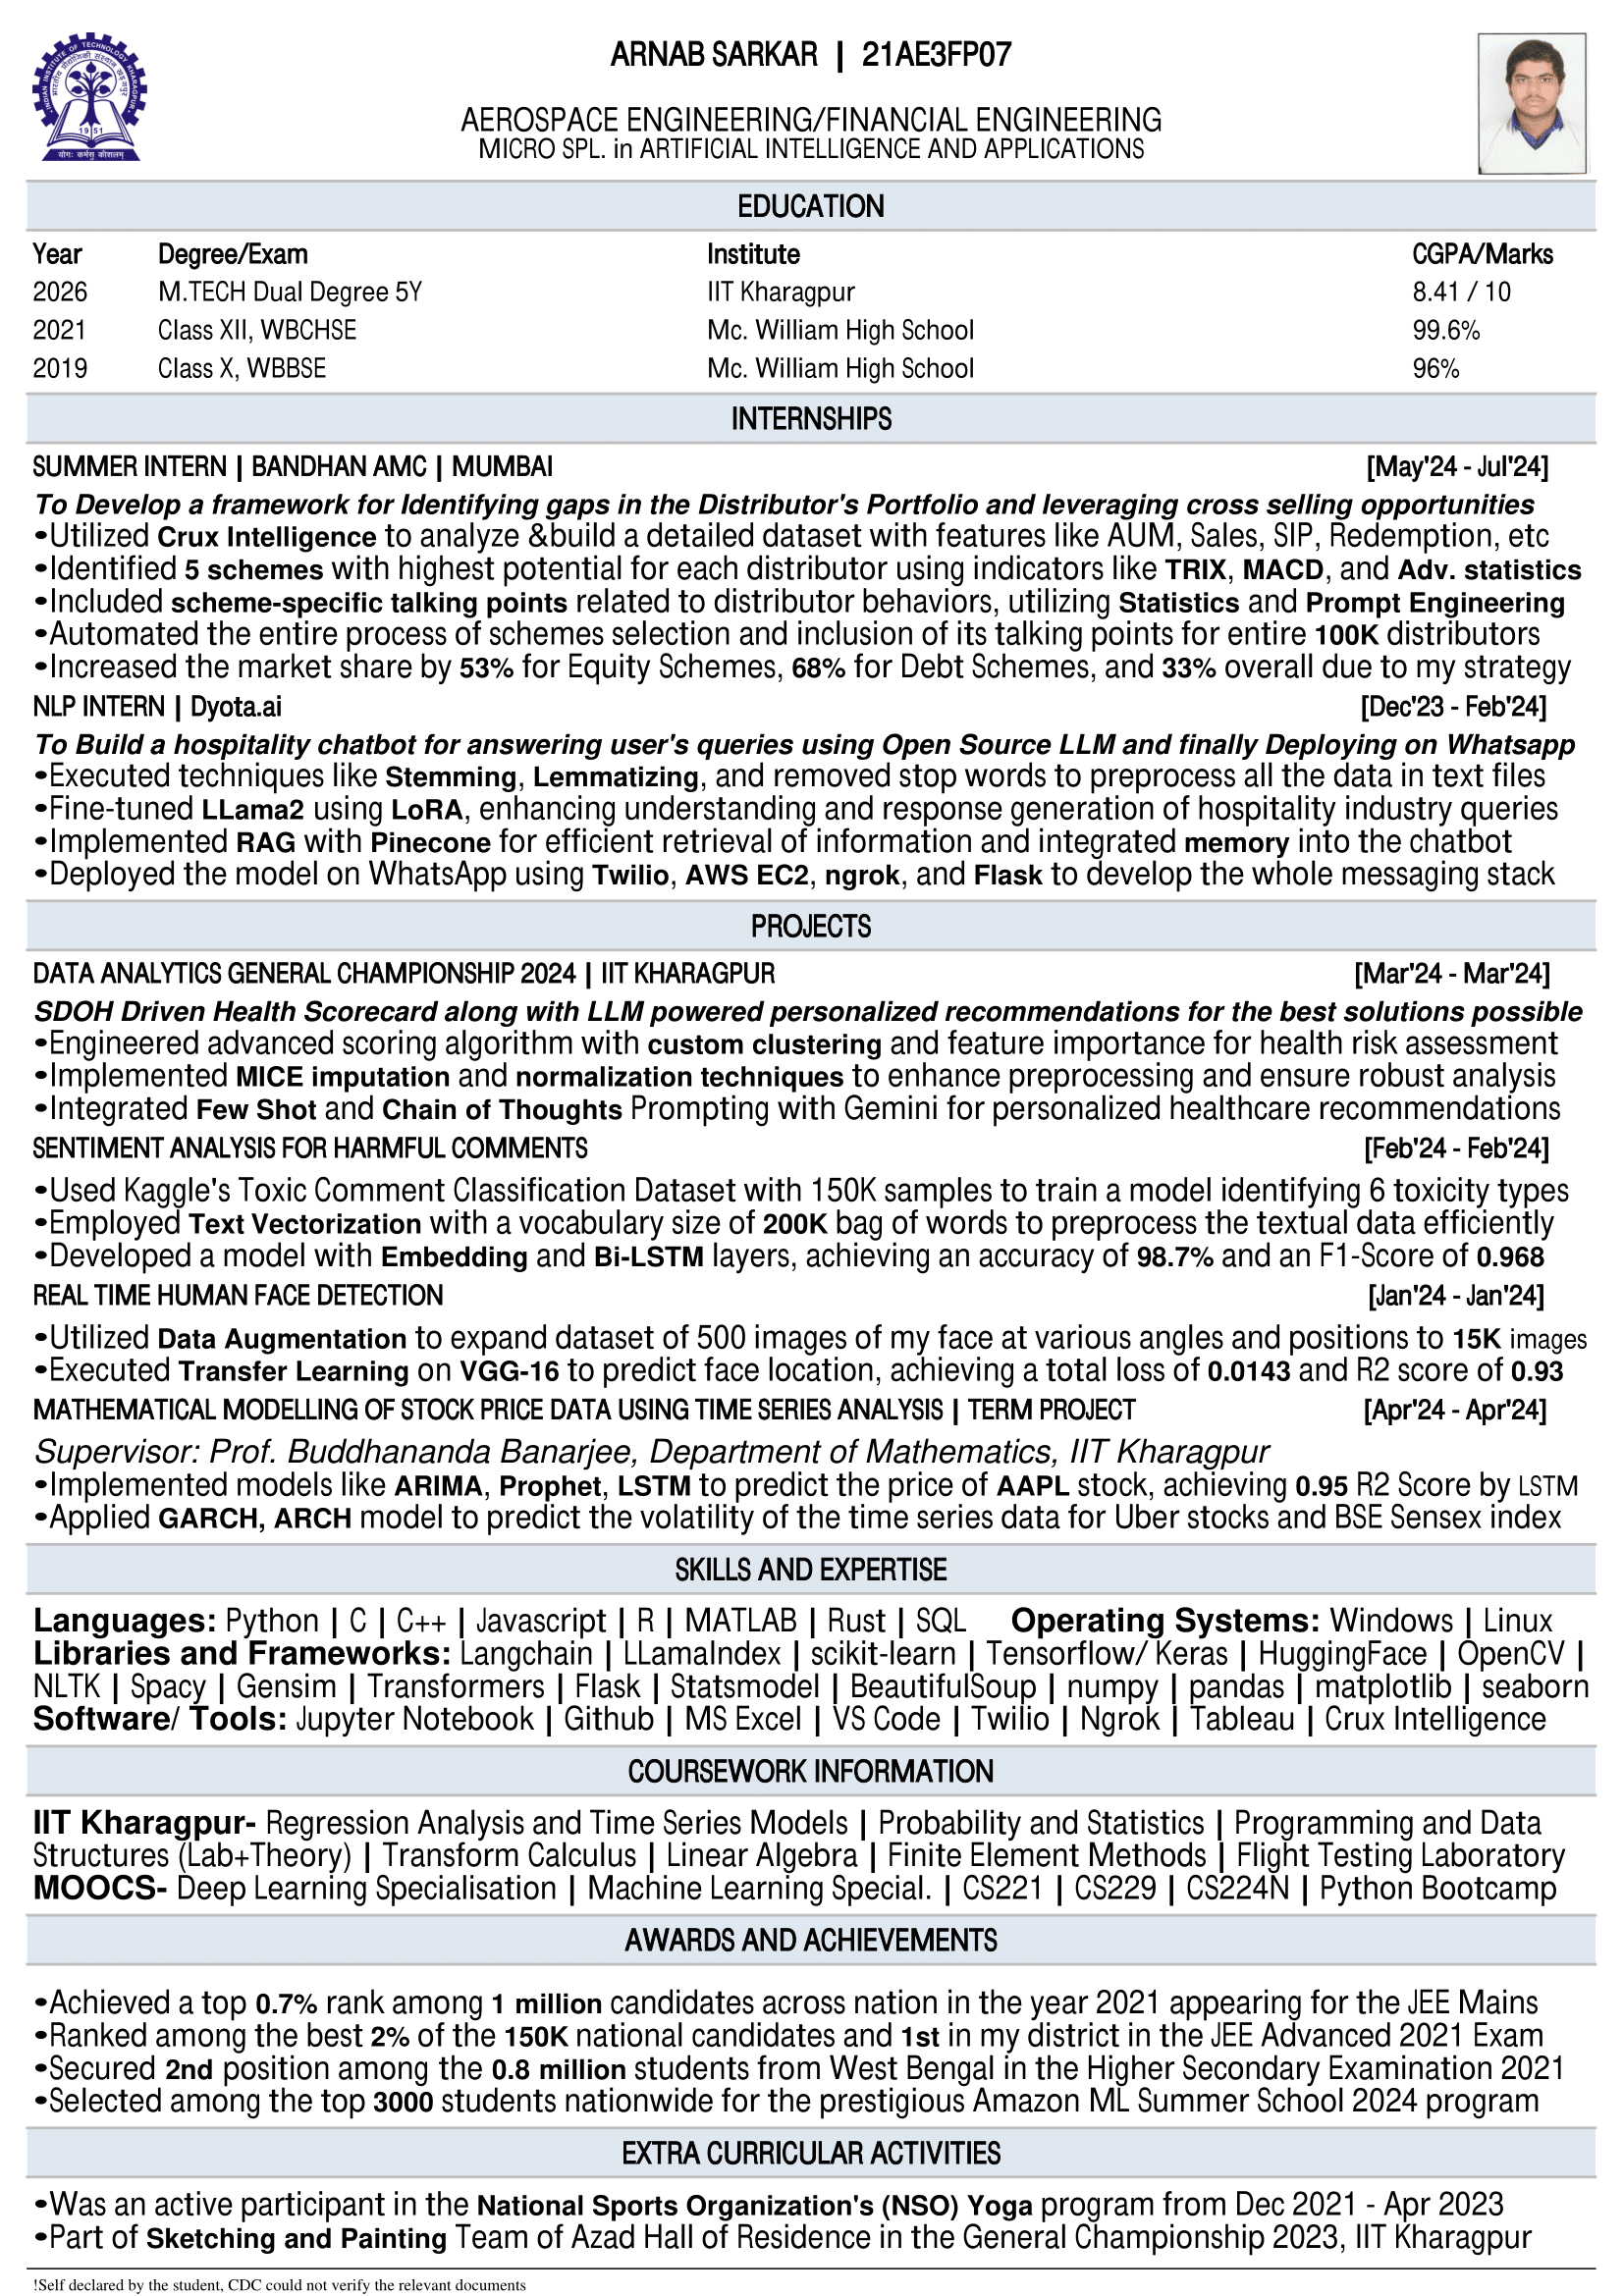 INDIAN INSTITUTE OF TECHNOLOGY KHARAGPUR
1951
योगः कर्मसु कौशलम्
ARNAB SARKAR | 21AE3FP07
AEROSPACE ENGINEERING/FINANCIAL ENGINEERING
MICRO SPL. in ARTIFICIAL INTELLIGENCE AND APPLICATIONS
EDUCATION
Year Degree/Exam Institute CGPA/Marks
2026 M.TECH Dual Degree 5Y IIT Kharagpur 8.41 / 10
2021 Class XII, WBCHSE Mc. William High School 99.6%
2019 Class X, WBBSE Mc. William High School 96%
INTERNSHIPS
SUMMER INTERN | BANDHAN AMC | MUMBAI [May'24 - Jul'24]
To Develop a framework for Identifying gaps in the Distributor's Portfolio and leveraging cross selling opportunities
•Utilized Crux Intelligence to analyze &build a detailed dataset with features like AUM, Sales, SIP, Redemption, etc
•Identified 5 schemes with highest potential for each distributor using indicators like TRIX, MACD, and Adv. statistics
•Included scheme-specific talking points related to distributor behaviors, utilizing Statistics and Prompt Engineering
•Automated the entire process of schemes selection and inclusion of its talking points for entire 100K distributors
•Increased the market share by 53% for Equity Schemes, 68% for Debt Schemes, and 33% overall due to my strategy
NLP INTERN | Dyota.ai [Dec'23 - Feb'24]
To Build a hospitality chatbot for answering user's queries using Open Source LLM and finally Deploying on Whatsapp
•Executed techniques like Stemming, Lemmatizing, and removed stop words to preprocess all the data in text files
•Fine-tuned LLama2 using LoRA, enhancing understanding and response generation of hospitality industry queries
•Implemented RAG with Pinecone for efficient retrieval of information and integrated memory into the chatbot
•Deployed the model on WhatsApp using Twilio, AWS EC2, ngrok, and Flask to develop the whole messaging stack
PROJECTS
DATA ANALYTICS GENERAL CHAMPIONSHIP 2024 | IIT KHARAGPUR [Mar'24 - Mar'24]
SDOH Driven Health Scorecard along with LLM powered personalized recommendations for the best solutions possible
•Engineered advanced scoring algorithm with custom clustering and feature importance for health risk assessment
•Implemented MICE imputation and normalization techniques to enhance preprocessing and ensure robust analysis
•Integrated Few Shot and Chain of Thoughts Prompting with Gemini for personalized healthcare recommendations
SENTIMENT ANALYSIS FOR HARMFUL COMMENTS [Feb'24 - Feb'24]
•Used Kaggle's Toxic Comment Classification Dataset with 150K samples to train a model identifying 6 toxicity types
•Employed Text Vectorization with a vocabulary size of 200K bag of words to preprocess the textual data efficiently
•Developed a model with Embedding and Bi-LSTM layers, achieving an accuracy of 98.7% and an F1-Score of 0.968
REAL TIME HUMAN FACE DETECTION [Jan'24 - Jan'24]
•Utilized Data Augmentation to expand dataset of 500 images of my face at various angles and positions to 15K images
•Executed Transfer Learning on VGG-16 to predict face location, achieving a total loss of 0.0143 and R2 score of 0.93
MATHEMATICAL MODELLING OF STOCK PRICE DATA USING TIME SERIES ANALYSIS | TERM PROJECT [Apr'24 - Apr'24]
Supervisor: Prof. Buddhananda Banarjee, Department of Mathematics, IIT Kharagpur
•Implemented models like ARIMA, Prophet, LSTM to predict the price of AAPL stock, achieving 0.95 R2 Score by LSTM
•Applied GARCH, ARCH model to predict the volatility of the time series data for Uber stocks and BSE Sensex index
SKILLS AND EXPERTISE
Languages: Python | C | C++ | Javascript | R | MATLAB | Rust | SQL Operating Systems: Windows | Linux
Libraries and Frameworks: Langchain | LLamaIndex | scikit-learn | Tensorflow/ Keras | HuggingFace | OpenCV |
NLTK | Spacy | Gensim | Transformers | Flask | Statsmodel | BeautifulSoup | numpy | pandas | matplotlib | seaborn
Software/ Tools: Jupyter Notebook | Github | MS Excel | VS Code | Twilio | Ngrok | Tableau | Crux Intelligence
COURSEWORK INFORMATION
IIT Kharagpur- Regression Analysis and Time Series Models | Probability and Statistics | Programming and Data
Structures (Lab+Theory) | Transform Calculus | Linear Algebra | Finite Element Methods | Flight Testing Laboratory
MOOCS- Deep Learning Specialisation | Machine Learning Special. | CS221 | CS229 | CS224N | Python Bootcamp
AWARDS AND ACHIEVEMENTS
•Achieved a top 0.7% rank among 1 million candidates across nation in the year 2021 appearing for the JEE Mains
•Ranked among the best 2% of the 150K national candidates and 1st in my district in the JEE Advanced 2021 Exam
•Secured 2nd position among the 0.8 million students from West Bengal in the Higher Secondary Examination 2021
•Selected among the top 3000 students nationwide for the prestigious Amazon ML Summer School 2024 program
EXTRA CURRICULAR ACTIVITIES
•Was an active participant in the National Sports Organization's (NSO) Yoga program from Dec 2021 - Apr 2023
•Part of Sketching and Painting Team of Azad Hall of Residence in the General Championship 2023, IIT Kharagpur
!Self declared by the student, CDC could not verify the relevant documents